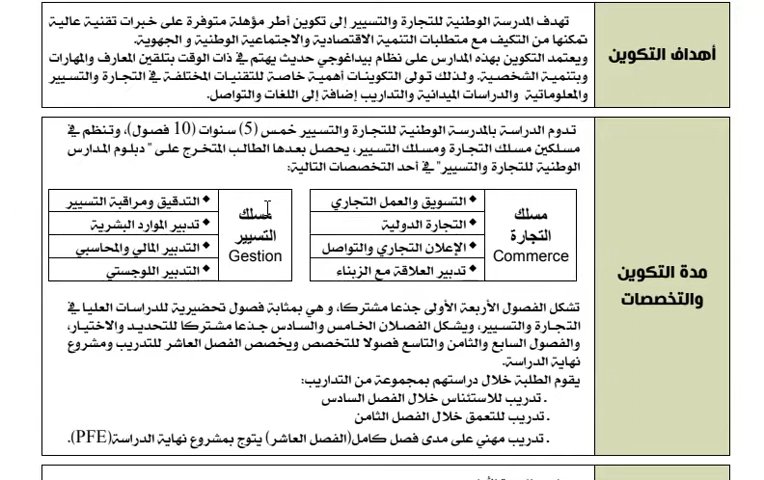 أهداف التكوين
تهدف المدرسة الوطنية للتجارة والتسيير إلى تكوين أطر مؤهلة متوفرة على خبرات تقنية عالية
تمكنها من التكيف مع متطلبات التنمية الاقتصادية والاجتماعية الوطنية و الجهوية.
ويعتمد التكوين بهذه المدارس على نظام بيداغوجي حديث يهتم في ذات الوقت بتلقين المعارف والمهارات
وبتنمية الشخصية. ولذلك تولى التكوينات أهمية خاصة للتقنيات المختلفة في التجارة والتسيير
والمعلوماتية والدراسات الميدانية والتداريب إضافة إلى اللغات والتواصل.
مدة التكوين
والتخصصات
تدوم الدراسة بالمدرسة الوطنية للتجارة والتسيير خمس (5) سنوات (10 فصول)، وتنظم في
مسلكين مسلك التجارة ومسلك التسيير، يحصل بعدها الطالب المتخرج على " دبلوم المدارس
الوطنية للتجارة والتسيير" في أحد التخصصات التالية:
مسلك
التجارة
Commerce
التسويق والعمل التجاري
التجارة الدولية
الإعلان التجاري والتواصل
تدبير العلاقة مع الزبناء
مسلك
التسيير
Gestion
التدقيق ومراقبة التسيير
تدبير الموارد البشرية
التدبير المالي والمحاسبي
التدبير اللوجستي
تشكل الفصول الأربعة الأولى جذعا مشتركا، و هي بمثابة فصول تحضيرية للدراسات العليا في
التجارة والتسيير، ويشكل الفصلان الخامس والسادس جذعا مشتركا للتحديد والاختيار،
والفصول السابع والثامن والتاسع فصولا للتخصص ويخصص الفصل العاشر للتدريب ومشروع
نهاية الدراسة.
يقوم الطلبة خلال دراستهم بمجموعة من التداريب:
. تدريب للاستئناس خلال الفصل السادس
. تدريب للتعمق خلال الفصل الثامن
. تدريب مهني على مدى فصل كامل(الفصل العاشر) يتوج بمشروع نهاية الدراسة(PFE).